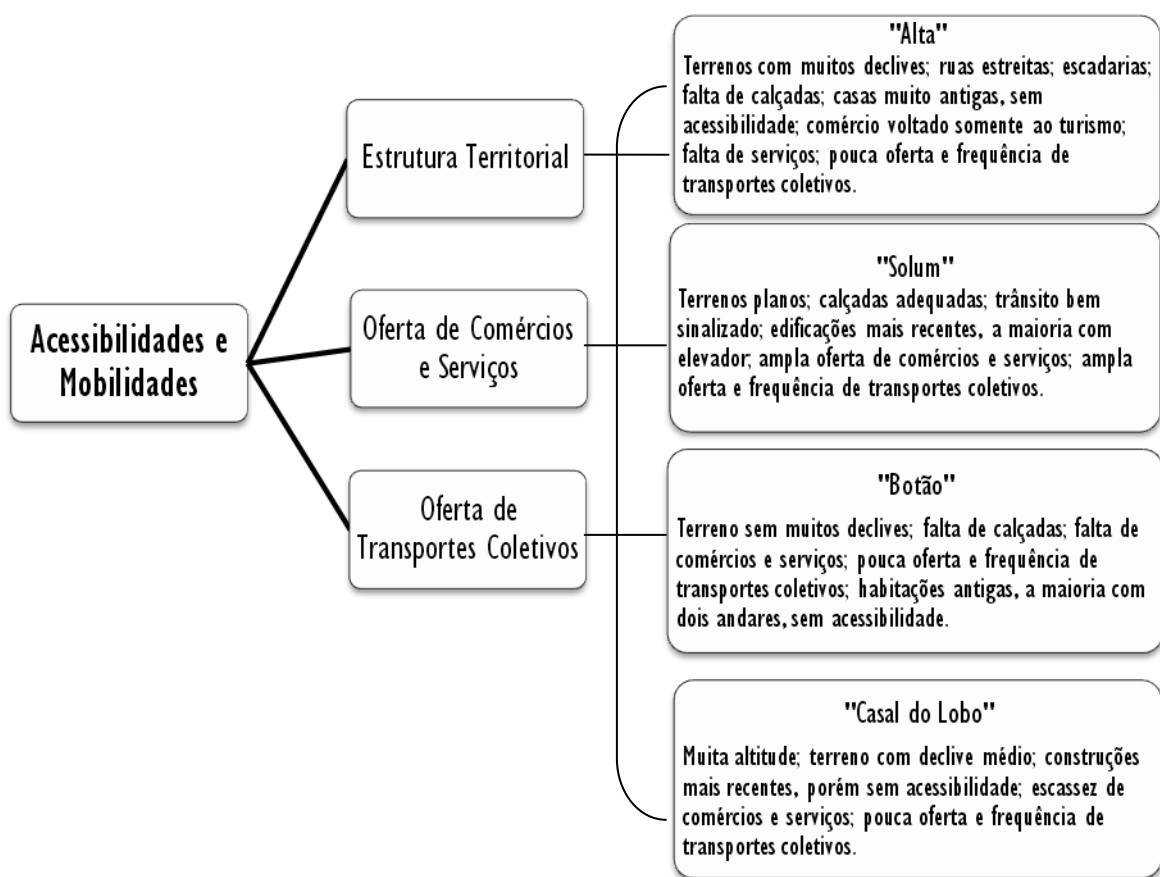 Acessibilidades e
Mobilidades
Estrutura Territorial
Oferta de Comércios
e Serviços
Oferta de
Transportes Coletivos
"Alta"
Terrenos com muitos declives; ruas estreitas; escadarias;
falta de calçadas; casas muito antigas, sem
acessibilidade; comércio voltado somente ao turismo;
falta de serviços; pouca oferta e frequência de
transportes coletivos.
"Solum"
Terrenos planos; calçadas adequadas; trânsito bem
sinalizado; edificações mais recentes, a maioria com
elevador; ampla oferta de comércios e serviços; ampla
oferta e frequência de transportes coletivos.
"Botão"
Terreno sem muitos declives; falta de calçadas; falta de
comércios e serviços; pouca oferta e frequência de
transportes coletivos; habitações antigas, a maioria com
dois andares, sem acessibilidade.
"Casal do Lobo"
Muita altitude; terreno com declive médio; construções
mais recentes, porém sem acessibilidade; escassez de
comércios e serviços; pouca oferta e frequência de
transportes coletivos.